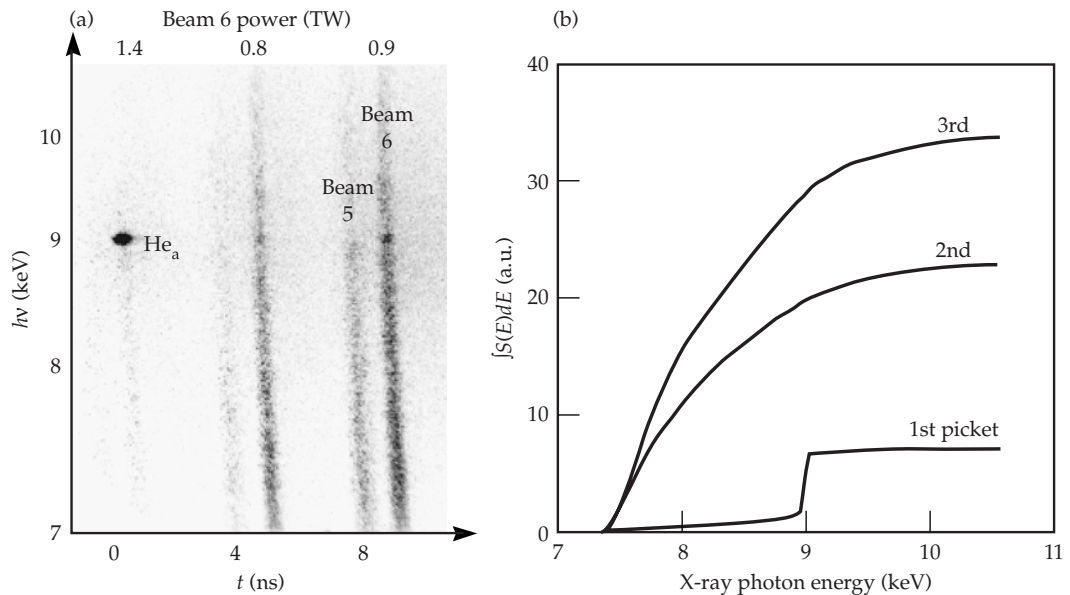 (a)
Beam 6 power (TW)
1.4 0.8 0.9
10
9
8
7
hν (keV)
Beam
6
Beam
5
He_a
0 4 8
t (ns)
(b)
40
30
20
10
0
∫S(E)dE (a.u.)
3rd
2nd
1st picket
7 8 9 10 11
X-ray photon energy (keV)